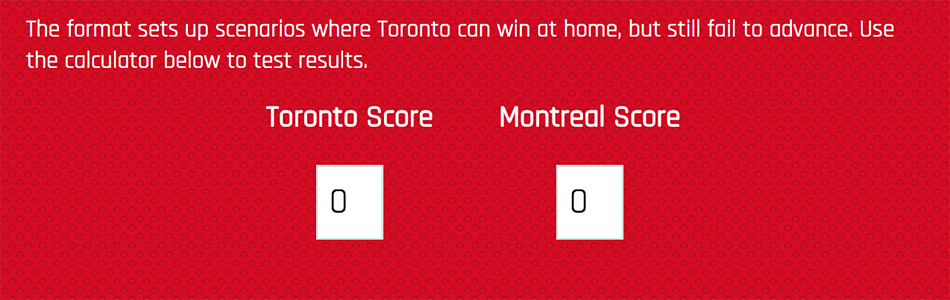 The format sets up scenarios where Toronto can win at home, but still fail to advance. Use
the calculator below to test results.
Toronto Score Montreal Score
0 0